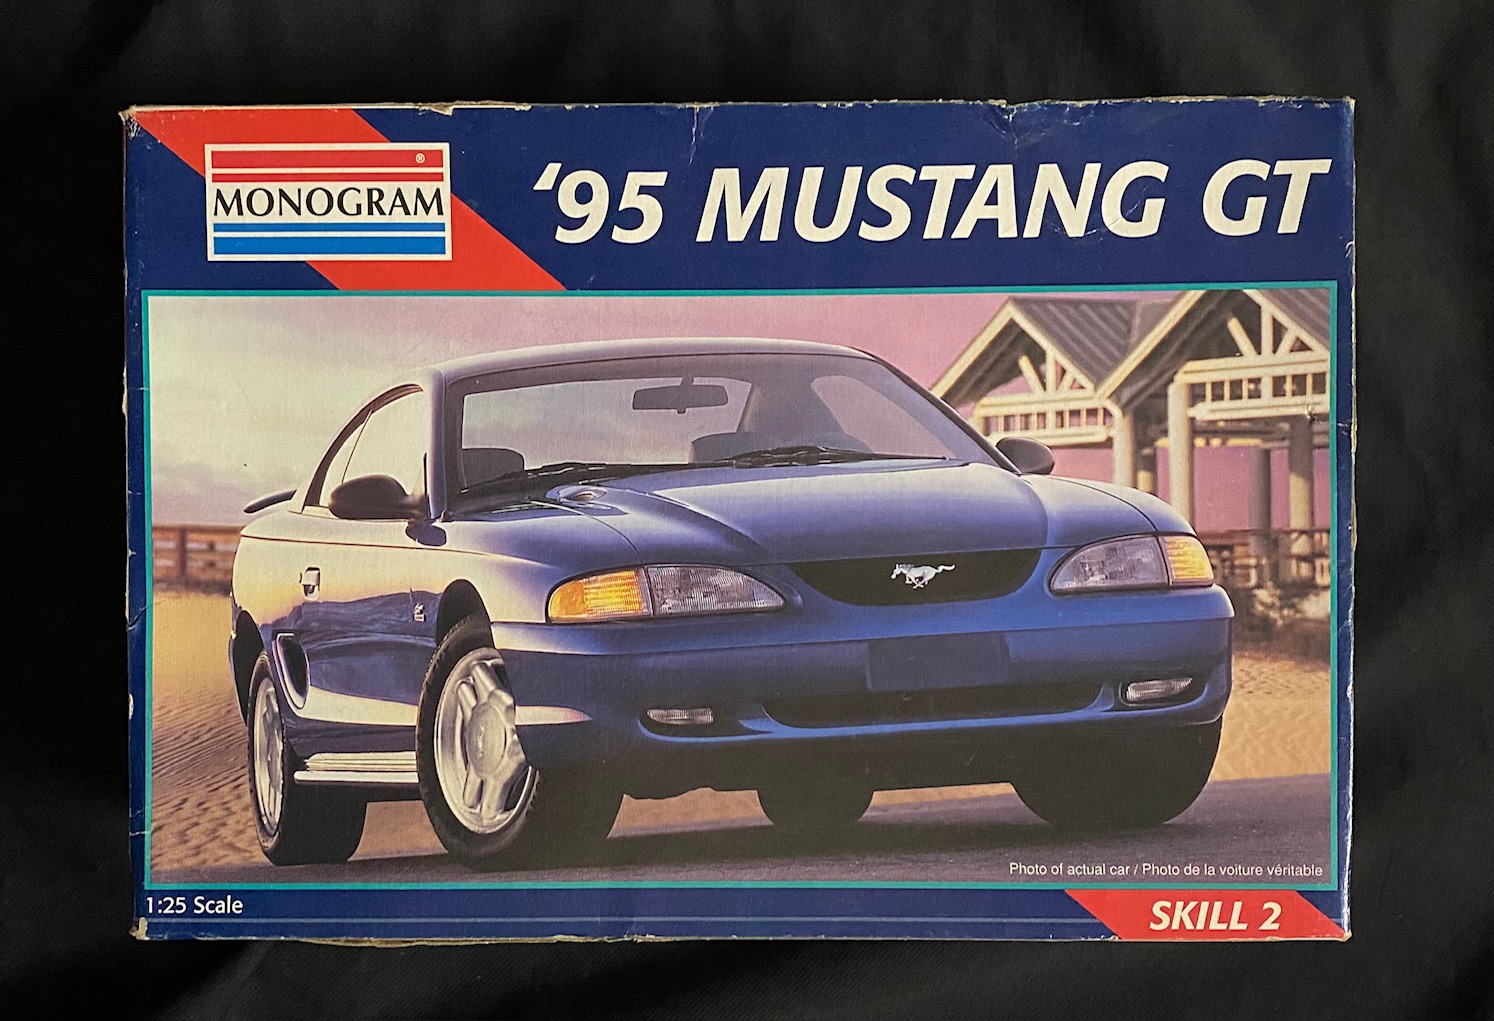 MONOGRAM®
‘95 MUSTANG GT
Photo of actual car / Photo de la voiture véritable
1:25 Scale
SKILL 2